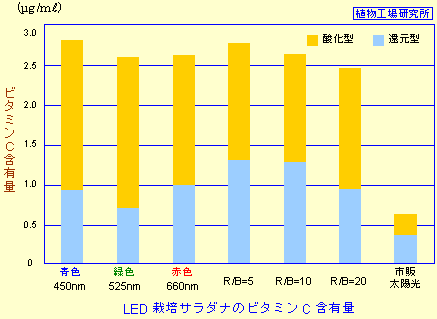 (μg/mℓ)
植物工場研究所
酸化型 還元型
3.0
2.5
2.0
1.5
1.0
0.5
0
ビタミンC含有量
青色 緑色 赤色 市販
450nm 525nm 660nm R/B=5 R/B=10 R/B=20 太陽光
LED 栽培サラダナのビタミンC 含有量